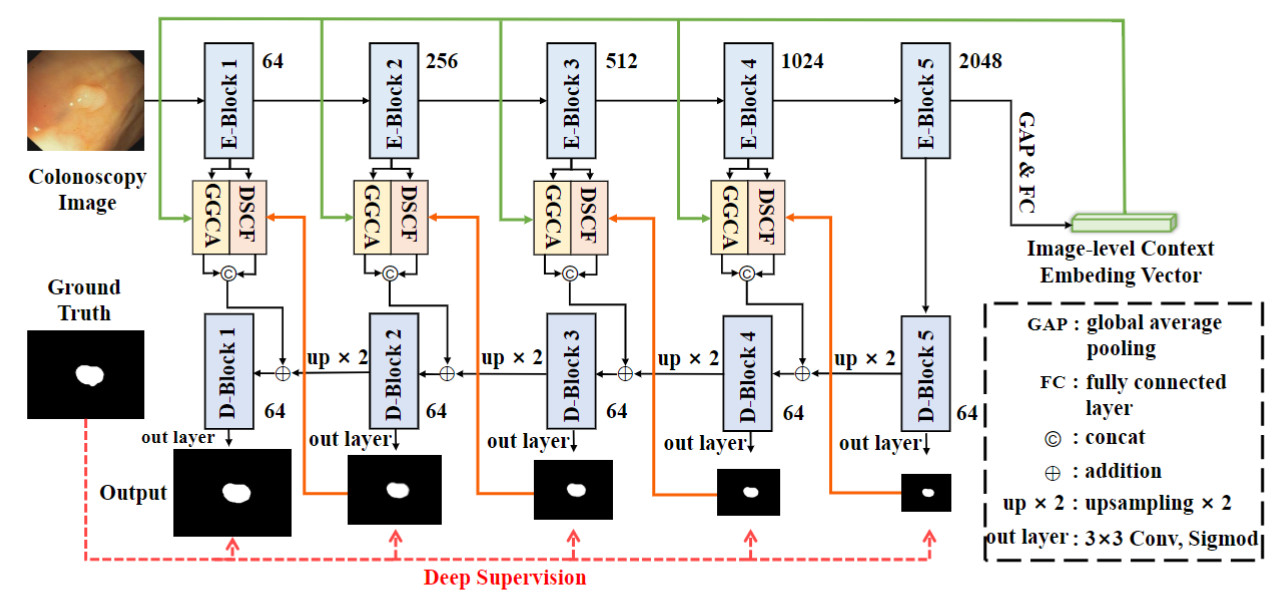 E-Block 1
64
E-Block 2
256
E-Block 3
512
E-Block 4
1024
E-Block 5
2048
GAP & FC
Colonoscopy
Image
GGCA
DSCF
GGCA
DSCF
GGCA
DSCF
GGCA
DSCF
Image-level Context
Embeding Vector
©
©
©
©
Ground
Truth
D-Block 1
64
up × 2
D-Block 2
64
up × 2
D-Block 3
64
up × 2
D-Block 4
64
up × 2
D-Block 5
64
out layer
out layer
out layer
out layer
out layer
Output
Deep Supervision
GAP : global average
pooling
FC : fully connected
layer
© : concat
⊕ : addition
up × 2 : upsampling × 2
out layer : 3×3 Conv, Sigmod